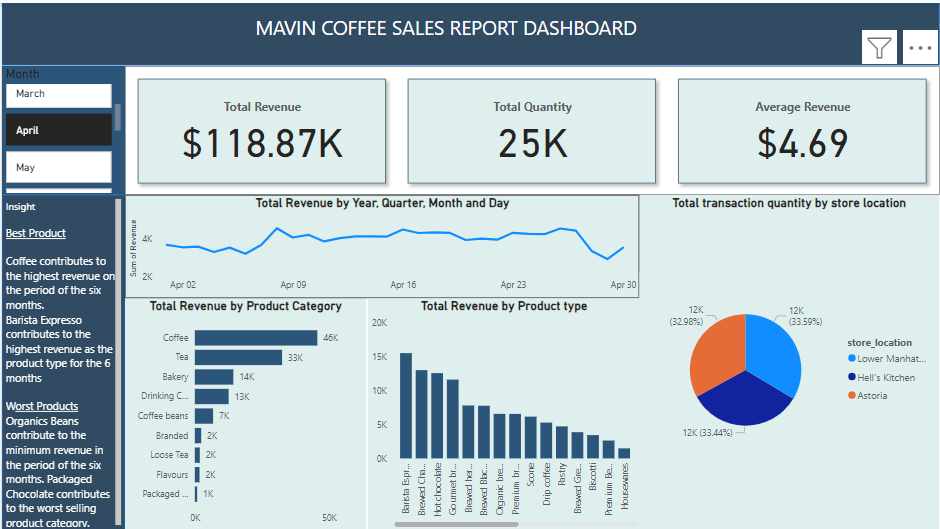 MAVIN COFFEE SALES REPORT DASHBOARD
Month
March
April
May
Total Revenue
$118.87K
Total Quantity
25K
Average Revenue
$4.69
Insight
Best Product
Coffee contributes to
the highest revenue on
the period of the six
months.
Barista Expresso
contributes to the
highest revenue as the
product type for the 6
months
Worst Products
Organics Beans
contribute to the
minimum revenue in
the period of the six
months. Packaged
Chocolate contributes
to the worst selling
product category.
Total Revenue by Year, Quarter, Month and Day
Sum of Revenue
4K
2K
Apr 02
Apr 09
Apr 16
Apr 23
Apr 30
Total Revenue by Product Category
Coffee
46K
Tea
33K
Bakery
14K
Drinking C...
13K
Coffee beans
7K
Branded
2K
Loose Tea
2K
Flavours
2K
Packaged ...
1K
0K
50K
Total Revenue by Product type
20K
15K
10K
5K
0K
Barista Espr...
Brewed Cha...
Hot chocolate
Gourmet br...
Brewed her...
Brewed Blac...
Organic bre...
Premium br...
Scone
Drip coffee
Pastry
Brewed Gre...
Biscotti
Premium Be...
Housewares
Total transaction quantity by store location
12K
(32.98%)
12K
(33.59%)
12K (33.44%)
store_location
Lower Manhat...
Hell's Kitchen
Astoria